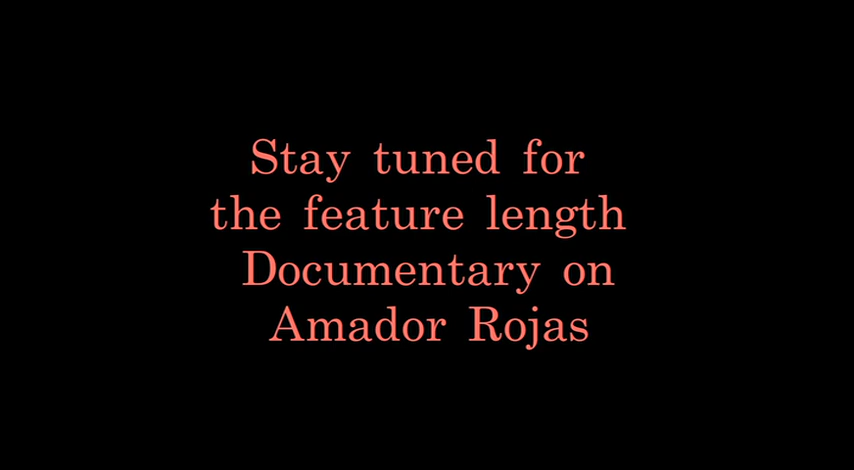 Stay tuned for
the feature length
Documentary on
Amador Rojas